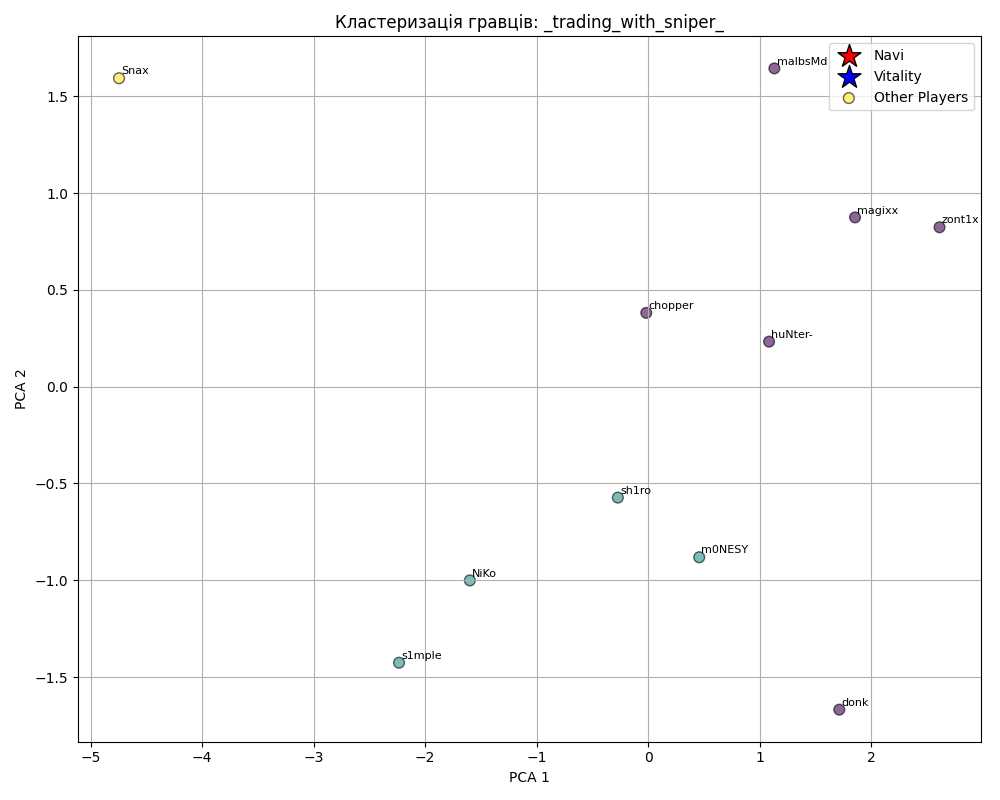 Кластеризація гравців: _trading_with_sniper_
Snax
malbsMd
Navi
Vitality
Other Players
magixx
zont1x
chopper
huNter-
sh1ro
m0NESY
NiKo
s1mple
donk
1.5
1.0
0.5
0.0
−0.5
−1.0
−1.5
PCA 2
−5
−4
−3
−2
−1
0
1
2
PCA 1